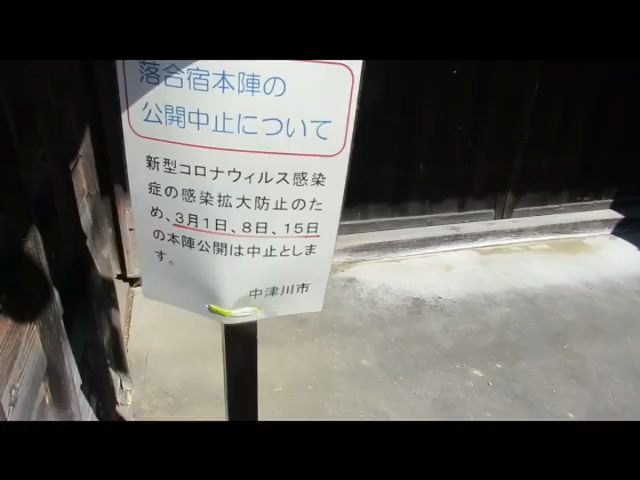 落合宿本陣の
公開中止について
新型コロナウィルス感染
症の感染拡大防止のた
め、3月1日、8日、15日
の本陣公開は中止としま
す。
中津川市